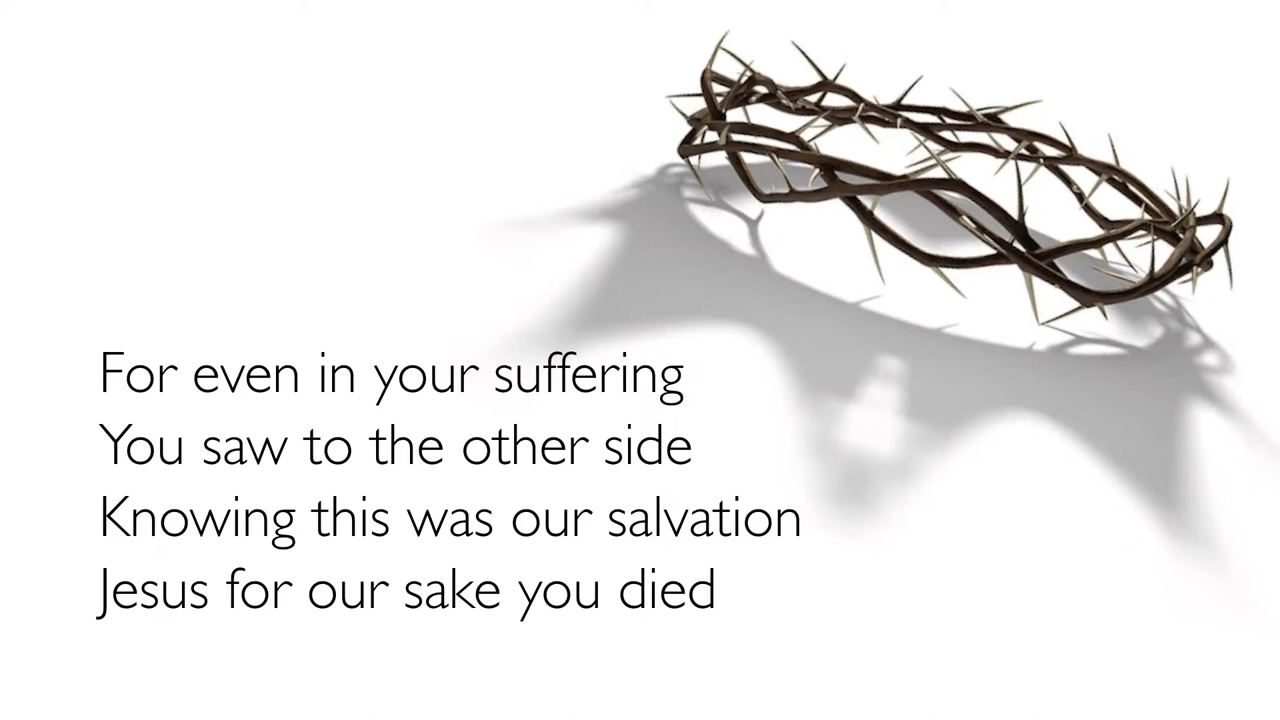 For even in your suffering
You saw to the other side
Knowing this was our salvation
Jesus for our sake you died